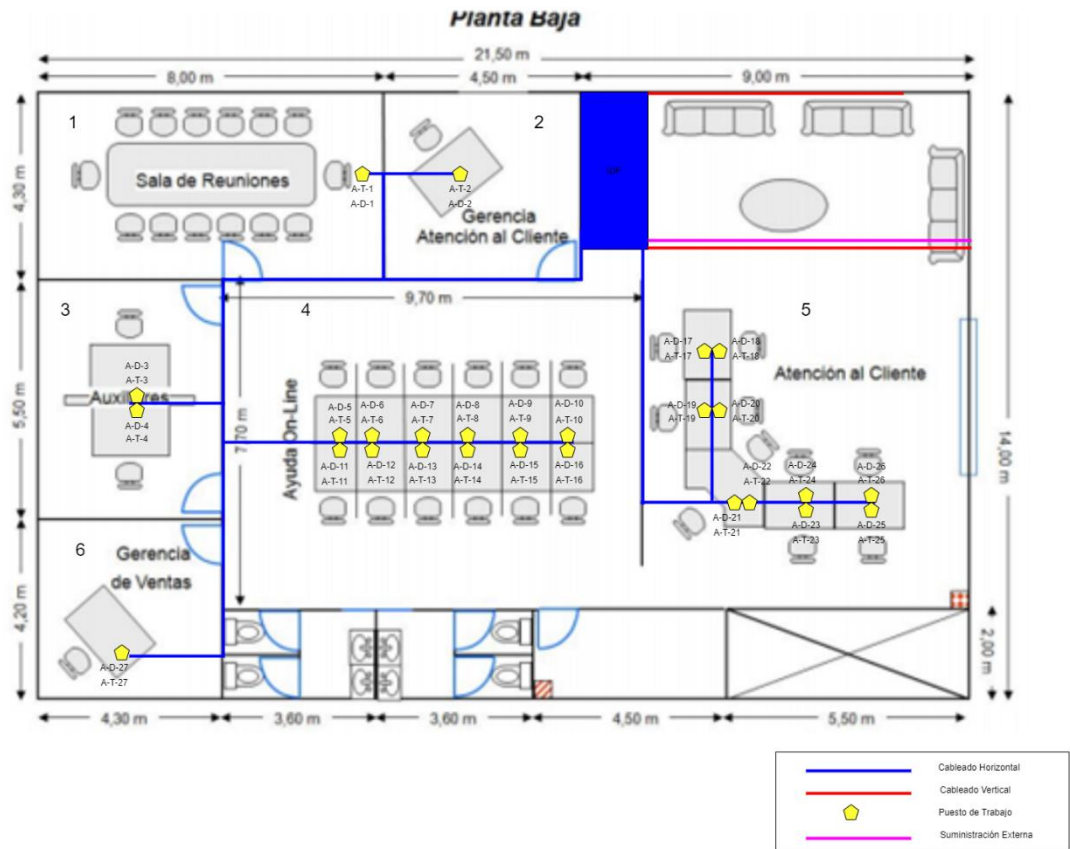 Planta Baja
21,50 m
8,00 m
4,50 m
9,00 m
1
2
4,30 m
Sala de Reuniones
A-T-1
A-D-1
A-T-2
A-D-2
Gerencia
Atención al Cliente
9,70 m
3
4
5
A-D-3
A-T-3
Auxiliares
A-D-4
A-T-4
5,50 m
7,70 m
Ayuda On-Line
A-D-5
A-T-5
A-D-6
A-T-6
A-D-7
A-T-7
A-D-8
A-T-8
A-D-9
A-T-9
A-D-10
A-T-10
A-D-11
A-T-11
A-D-12
A-T-12
A-D-13
A-T-13
A-D-14
A-T-14
A-D-15
A-T-15
A-D-16
A-T-16
A-D-17
A-T-17
A-D-18
A-T-18
Atención al Cliente
A-D-19
A-T-19
A-D-20
A-T-20
A-D-22
A-T-22
A-D-24
A-T-24
A-D-26
A-T-26
A-D-21
A-T-21
A-D-23
A-T-23
A-D-25
A-T-25
14,00 m
6
Gerencia
de Ventas
A-D-27
A-T-27
4,20 m
2,00 m
4,30 m
3,60 m
3,60 m
4,50 m
5,50 m
Cableado Horizontal
Cableado Vertical
Puesto de Trabajo
Suministración Externa